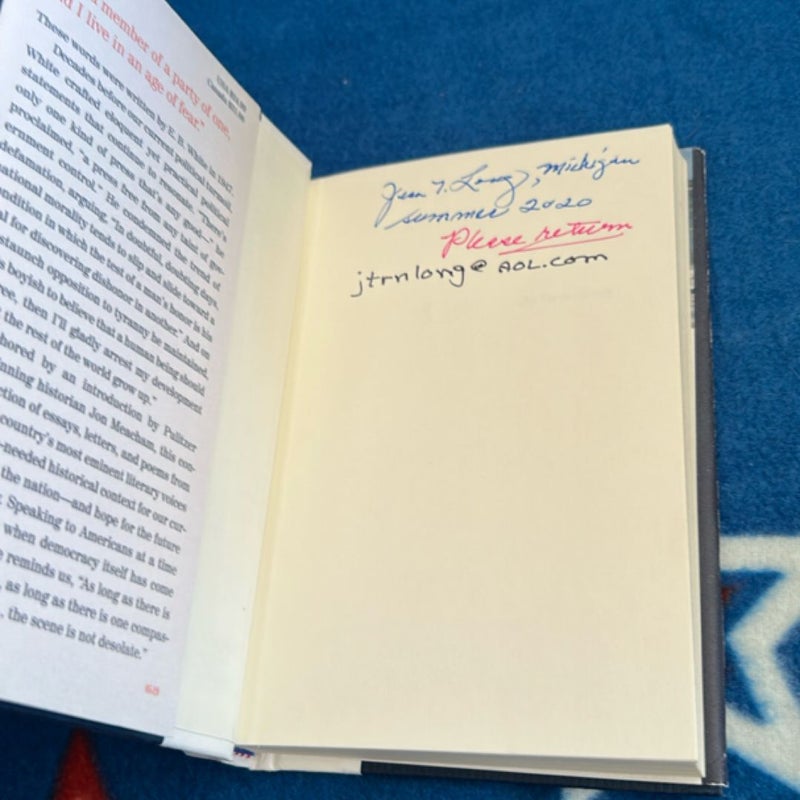 member of a party of one,
I live in an age of fear."
These words were written by E. B. White in 1947.
Decades before our current political turmoil
White crafted eloquent yet practical political
statements that continue to resonate. "There's
only one kind of press that's any good—" he
proclaimed, "a press free from any taint of gov-
ernment control." He condemned the trend of
defamation, arguing, "In doubtful, doubting days,
national morality tends to slip and slide toward a
condition in which the test of a man's honor is his
for discovering dishonor in another." And on
staunch opposition to tyranny he maintained,
is boyish to believe that a human being should
free, then I'll gladly arrest my development
the rest of the world grow up."
by an introduction by Pulitzer
historian Jon Meacham, this con-
of essays, letters, and poems from
country's most eminent literary voices
needed historical context for our cur-
the nation—and hope for the future
Speaking to Americans at a time
when democracy itself has come
reminds us, "As long as there is
as long as there is one compas-
the scene is not desolate."
T. Long, Michigan
Summer 2020
Please return
jtrnlong@AOL.com